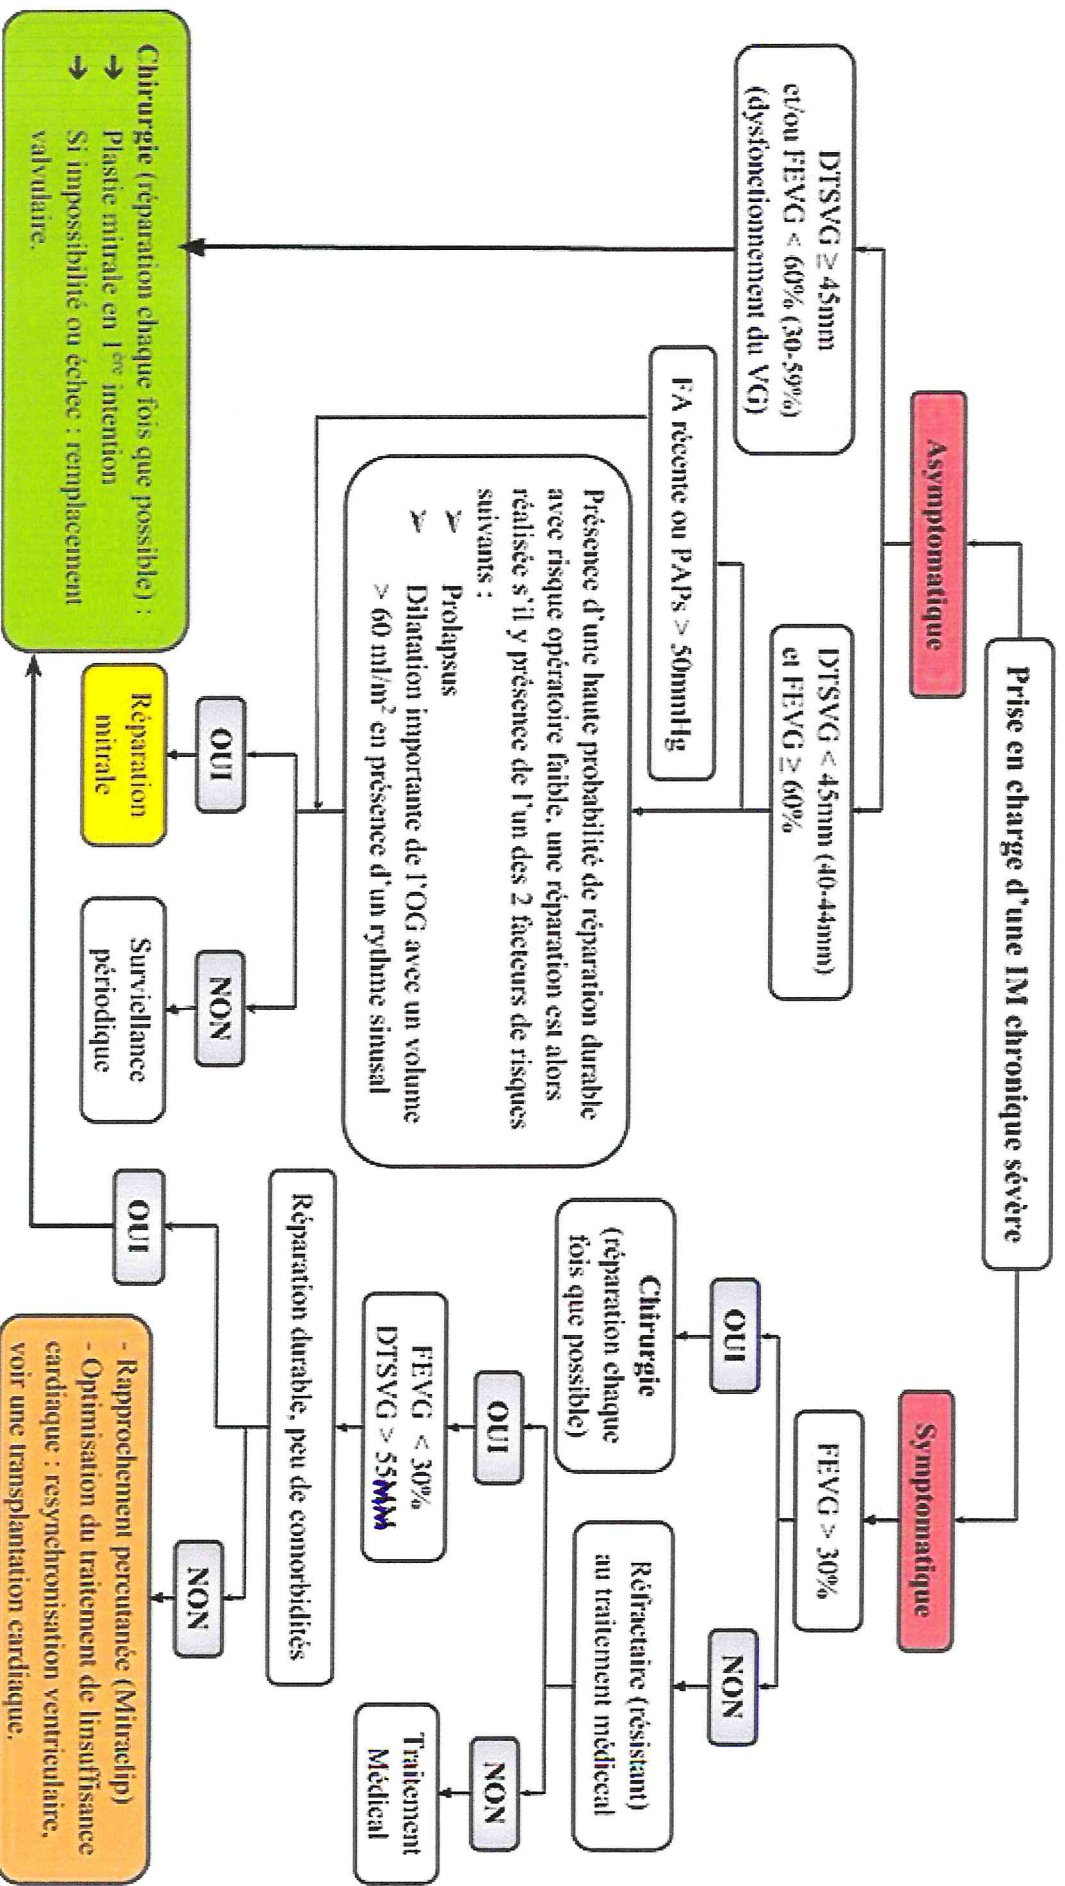 Prise en charge d'une IM chronique sévère
Asymptomatique
Symptomatique
DTSVG ≥ 45mm
et/ou FEVG < 60% (30-59%)
(dysfonctionnement du VG)
DTSVG < 45mm (40-44mm)
et FEVG ≥ 60%
FEVG > 30%
FA récente ou PAPs > 50mmHg
OUI
NON
Présence d'une haute probabilité de réparation durable
avec risque opératoire faible, une réparation est alors
réalisée s'il y présence de l'un des 2 facteurs de risques
suivants :
➢ Prolapsus
➢ Dilatation importante de l'OG avec un volume
> 60 ml/m² en présence d'un rythme sinusal
Chirurgie
(réparation chaque
fois que possible)
Réfractaire (résistant)
au traitement médiccal
OUI
NON
FEVG < 30%
DTSVG > 55MM
Traitement
Médical
Réparation durable, peu de comorbidités
OUI
NON
OUI
NON
Chirurgie (réparation chaque fois que possible) :
➔ Plastie mitrale en 1ère intention
➔ Si impossibilité ou échec : remplacement
valvulaire.
Réparation
mitrale
Surviellance
périodique
- Rapprochement percutanée (Mitraclip)
- Optimisation du traitement de linsuffisance
cardiaque : resynchronisation ventriculaire,
voir une transplantation cardiaque.